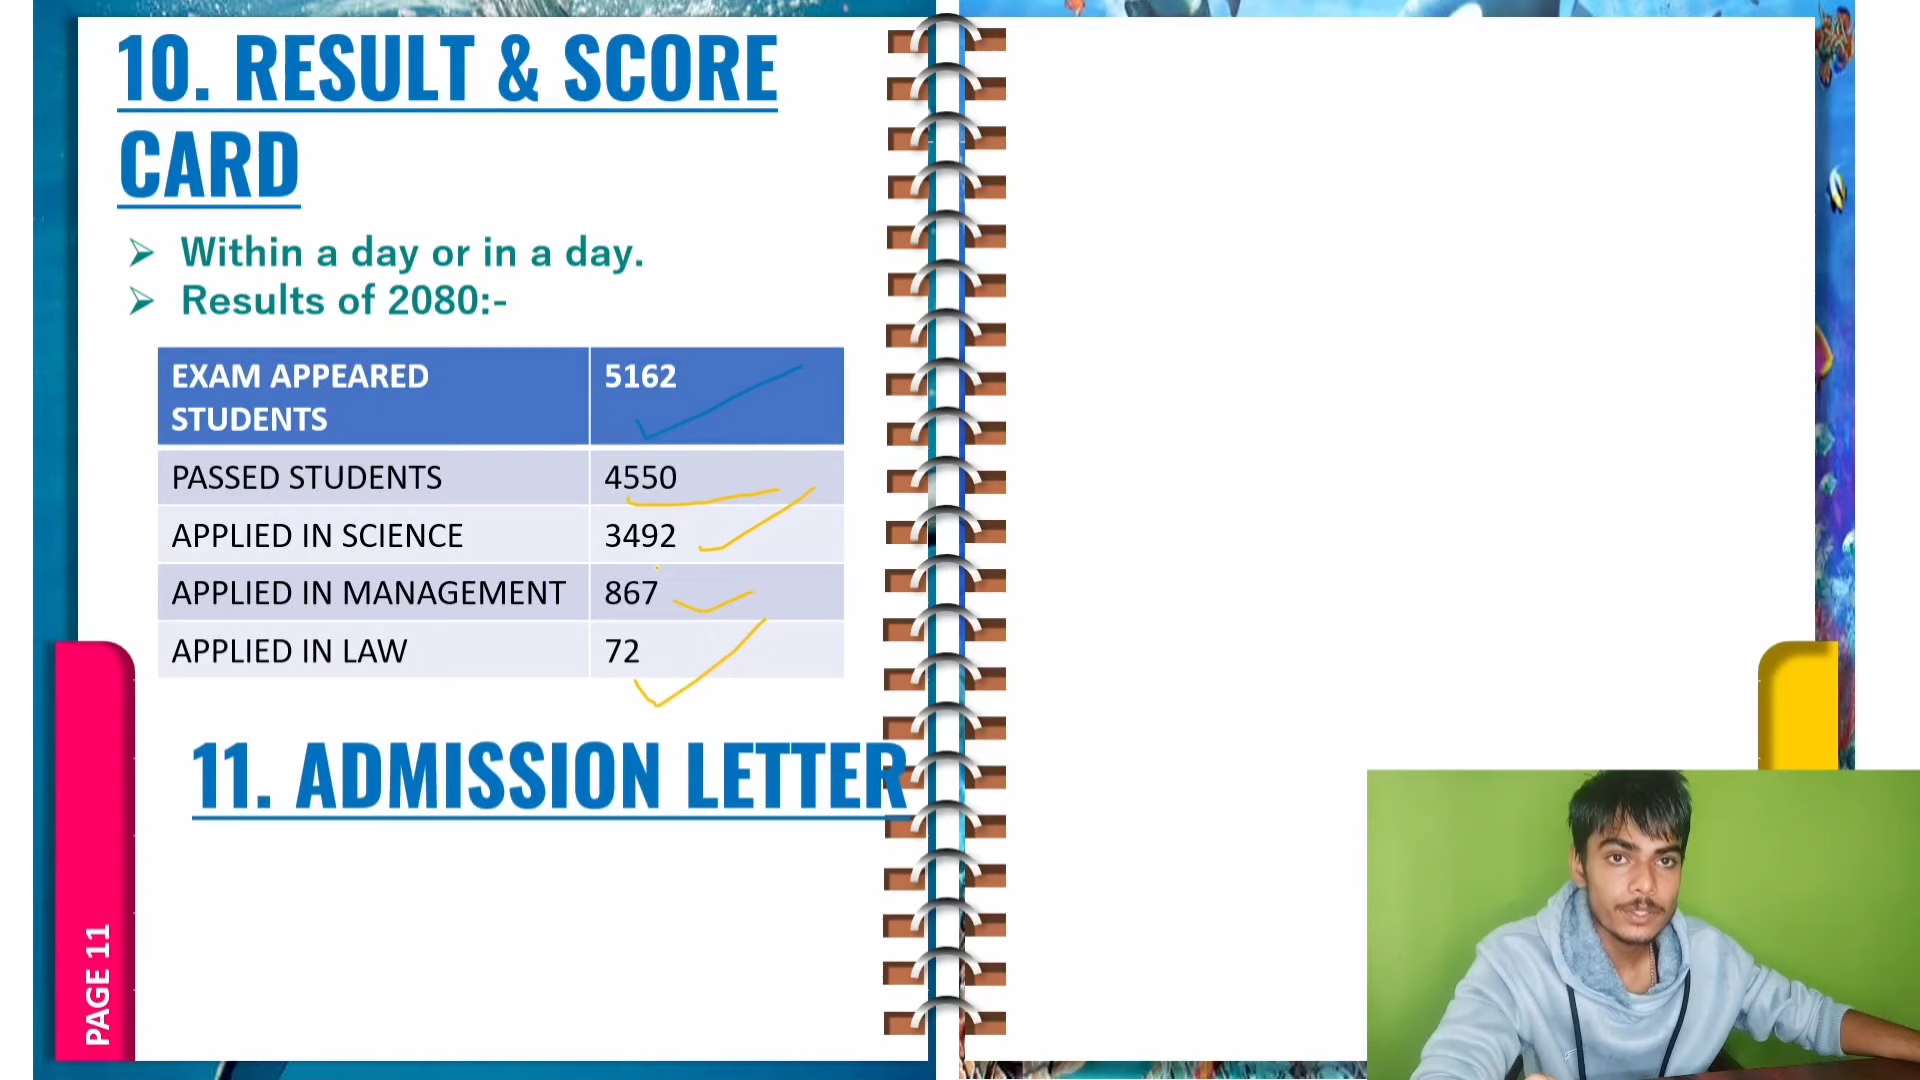 10. RESULT & SCORE
CARD
Within a day or in a day.
Results of 2080:-
EXAM APPEARED STUDENTS 5162
PASSED STUDENTS 4550
APPLIED IN SCIENCE 3492
APPLIED IN MANAGEMENT 867
APPLIED IN LAW 72
11. ADMISSION LETTER
PAGE 11